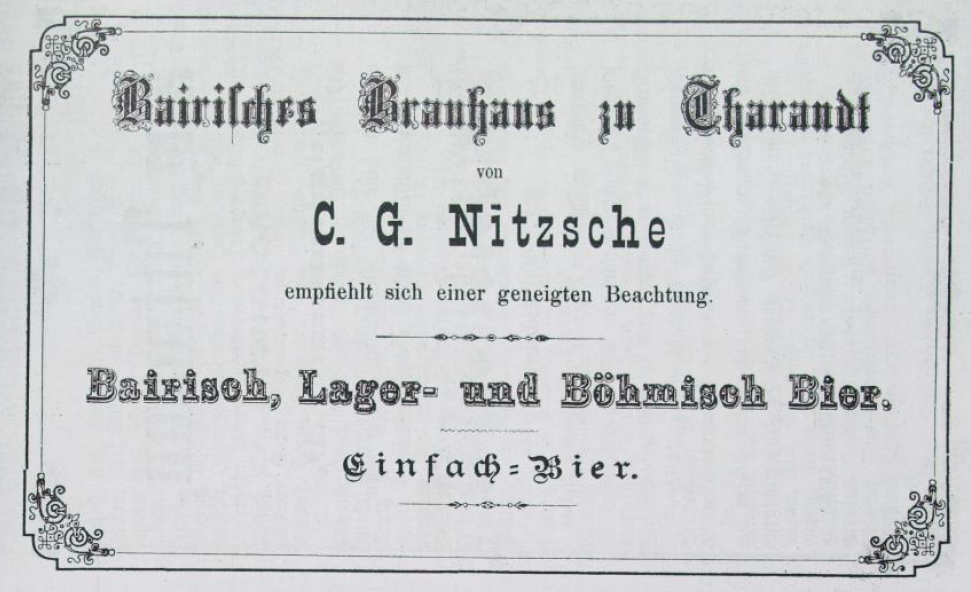 Bairiſches Brauhaus zu Tharandt
von
C. G. Nitzsche
empfiehlt sich einer geneigten Beachtung.
Bairisch, Lager- und Böhmisch Bier.
Einfach=Bier.